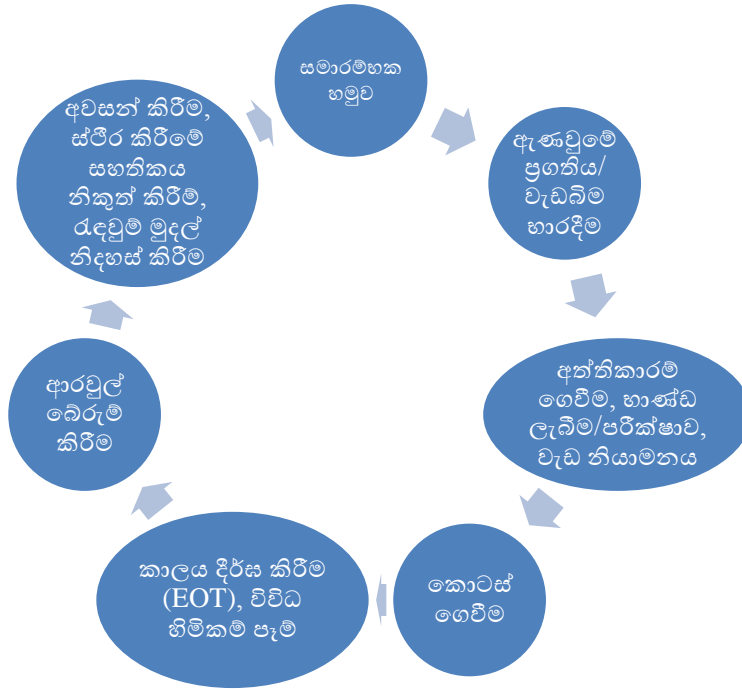 සමාරම්භක
හමුව
ඇණවුමේ
ප්‍රගතිය/
වැඩබිම
භාරදීම
අත්තිකාරම්
ගෙවීම, භාණ්ඩ
ලැබීම/පරීක්ෂාව,
වැඩ නියාමනය
කොටස්
ගෙවීම
කාලය දීර්ඝ කිරීම
(EOT), විවිධ
හිමිකම් පෑම්
ආරවුල්
බේරුම්
කිරීම
අවසන් කිරීම,
ස්ථීර කිරීමේ
සහතිකය
නිකුත් කිරීම්,
රැඳවුම් මුදල්
නිදහස් කිරීම